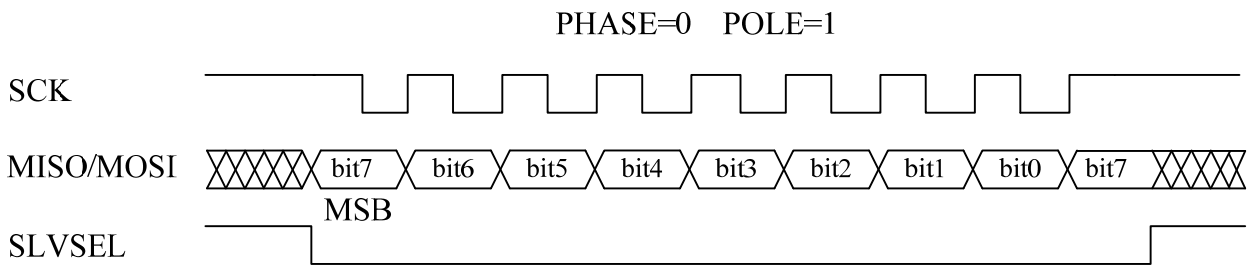 PHASE=0 POLE=1
SCK
MISO/MOSI bit7 bit6 bit5 bit4 bit3 bit2 bit1 bit0 bit7
MSB
SLVSEL